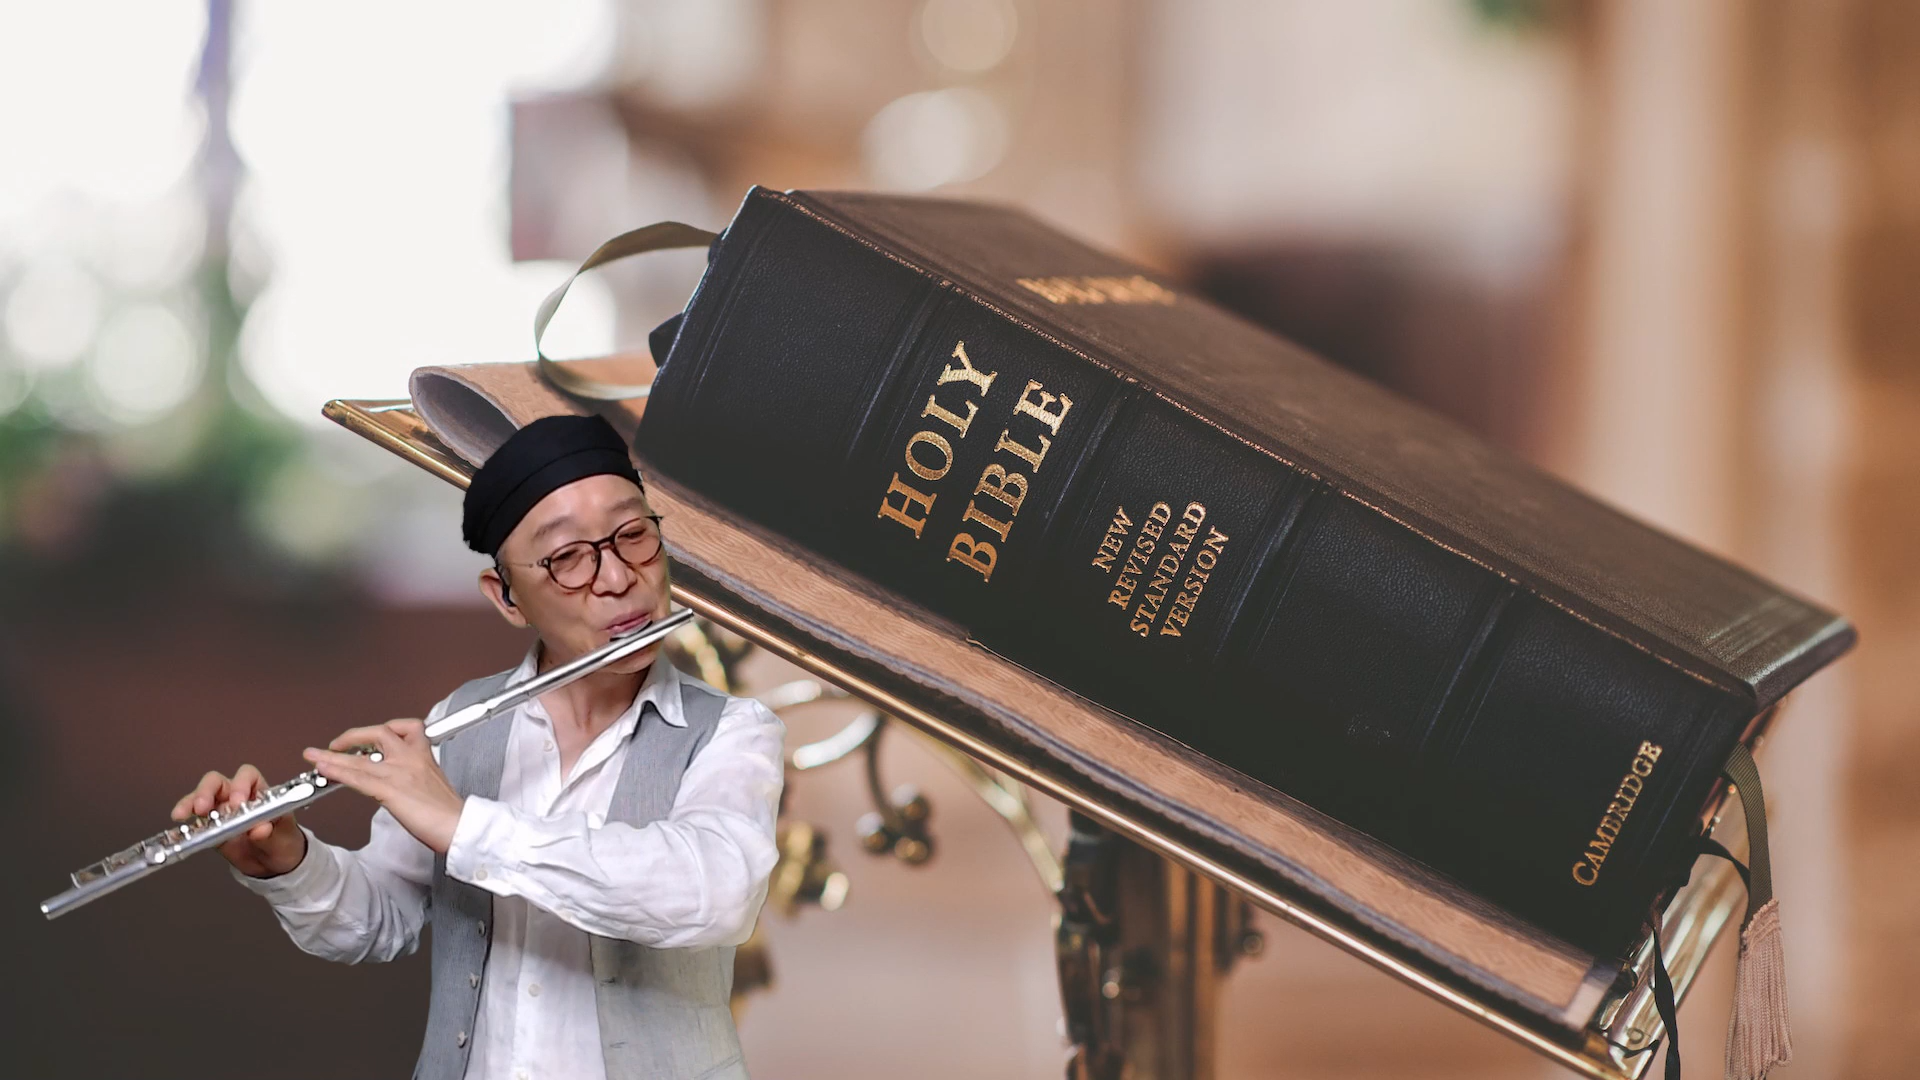 HOLY
BIBLE
NEW
REVISED
STANDARD
VERSION
CAMBRIDGE